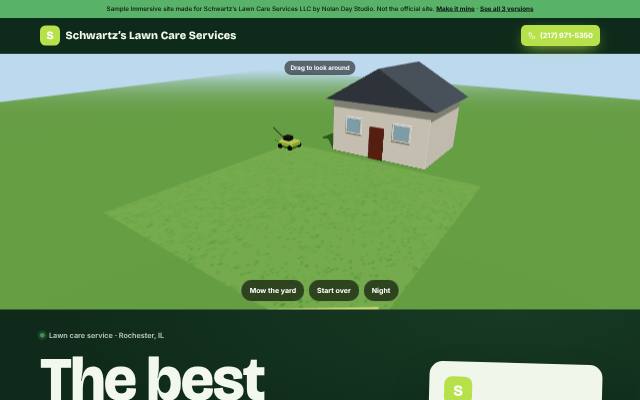 Sample Immersive site made for Schwartz's Lawn Care Services LLC by Nolan Day Studio. Not the official site. Make it mine · See all 3 versions
S Schwartz's Lawn Care Services
(217) 971-5350
Drag to look around
Mow the yard Start over Night
Lawn care service · Rochester, IL
The best
S